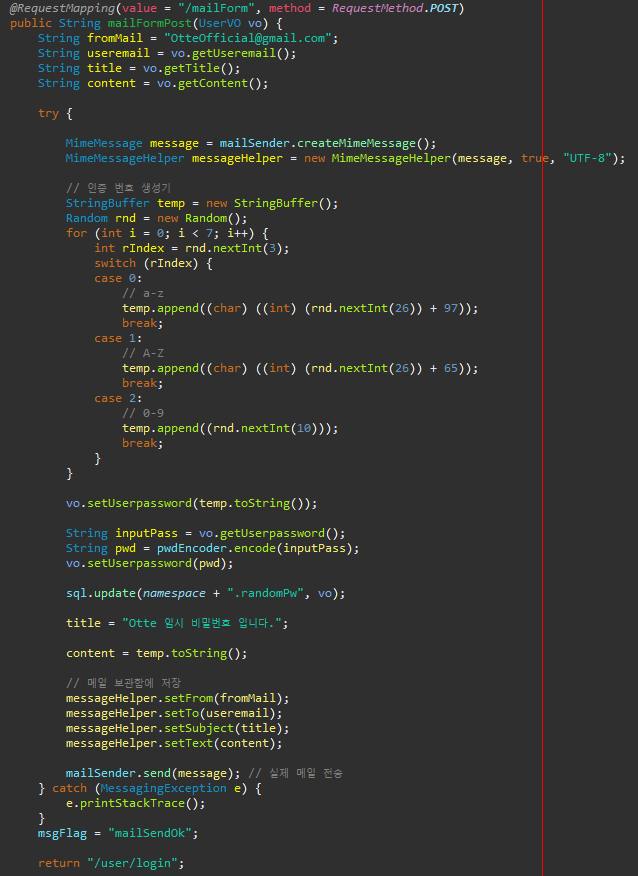 @RequestMapping(value = "/mailForm", method = RequestMethod.POST)
public String mailFormPost(UserVO vo) {
String fromMail = "OtteOfficial@gmail.com";
String useremail = vo.getUseremail();
String title = vo.getTitle();
String content = vo.getContent();
try {
MimeMessage message = mailSender.createMimeMessage();
MimeMessageHelper messageHelper = new MimeMessageHelper(message, true, "UTF-8");
// 인증 번호 생성기
StringBuffer temp = new StringBuffer();
Random rnd = new Random();
for (int i = 0; i < 7; i++) {
int rIndex = rnd.nextInt(3);
switch (rIndex) {
case 0:
// a-z
temp.append((char) ((int) (rnd.nextInt(26)) + 97));
break;
case 1:
// A-Z
temp.append((char) ((int) (rnd.nextInt(26)) + 65));
break;
case 2:
// 0-9
temp.append((rnd.nextInt(10)));
break;
}
}
vo.setUserpassword(temp.toString());
String inputPass = vo.getUserpassword();
String pwd = pwdEncoder.encode(inputPass);
vo.setUserpassword(pwd);
sql.update(namespace + ".randomPw", vo);
title = "Otte 임시 비밀번호 입니다.";
content = temp.toString();
// 메일 보관함에 저장
messageHelper.setFrom(fromMail);
messageHelper.setTo(useremail);
messageHelper.setSubject(title);
messageHelper.setText(content);
mailSender.send(message); // 실제 메일 전송
} catch (MessagingException e) {
e.printStackTrace();
}
msgFlag = "mailSendOk";
return "/user/login";